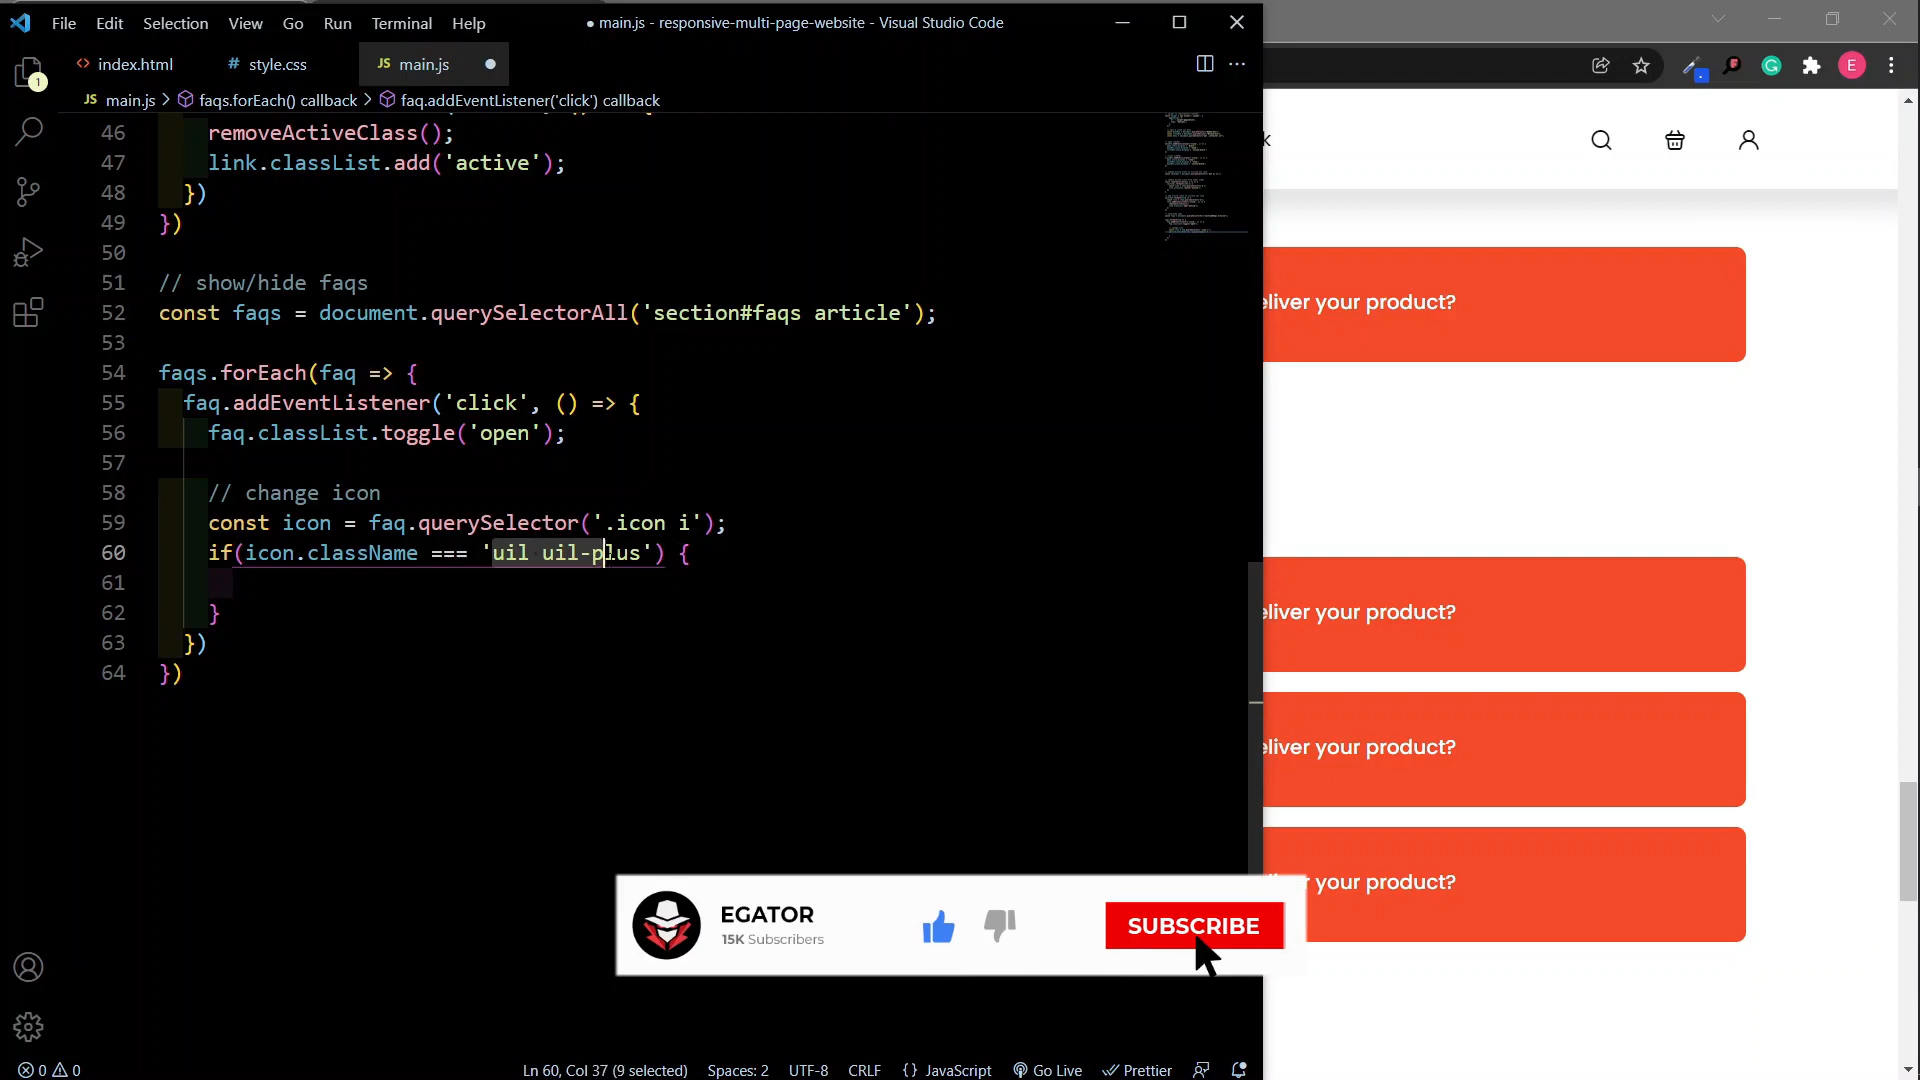 File Edit Selection View Go Run Terminal Help
● main.js - responsive-multi-page-website - Visual Studio Code
<> index.html # style.css JS main.js ●
JS main.js > faqs.forEach() callback > faq.addEventListener('click') callback
46 removeActiveClass();
47 link.classList.add('active');
48 })
49 })
50
51 // show/hide faqs
52 const faqs = document.querySelectorAll('section#faqs article');
53
54 faqs.forEach(faq => {
55 faq.addEventListener('click', () => {
56 faq.classList.toggle('open');
57
58 // change icon
59 const icon = faq.querySelector('.icon i');
60 if(icon.className === 'uil uil-plus') {
61
62 }
63 })
64 })
1
E
k
eliver your product?
eliver your product?
eliver your product?
your product?
EGATOR
15K Subscribers
SUBSCRIBE
0 0 Ln 60, Col 37 (9 selected) Spaces: 2 UTF-8 CRLF {} JavaScript Go Live Prettier